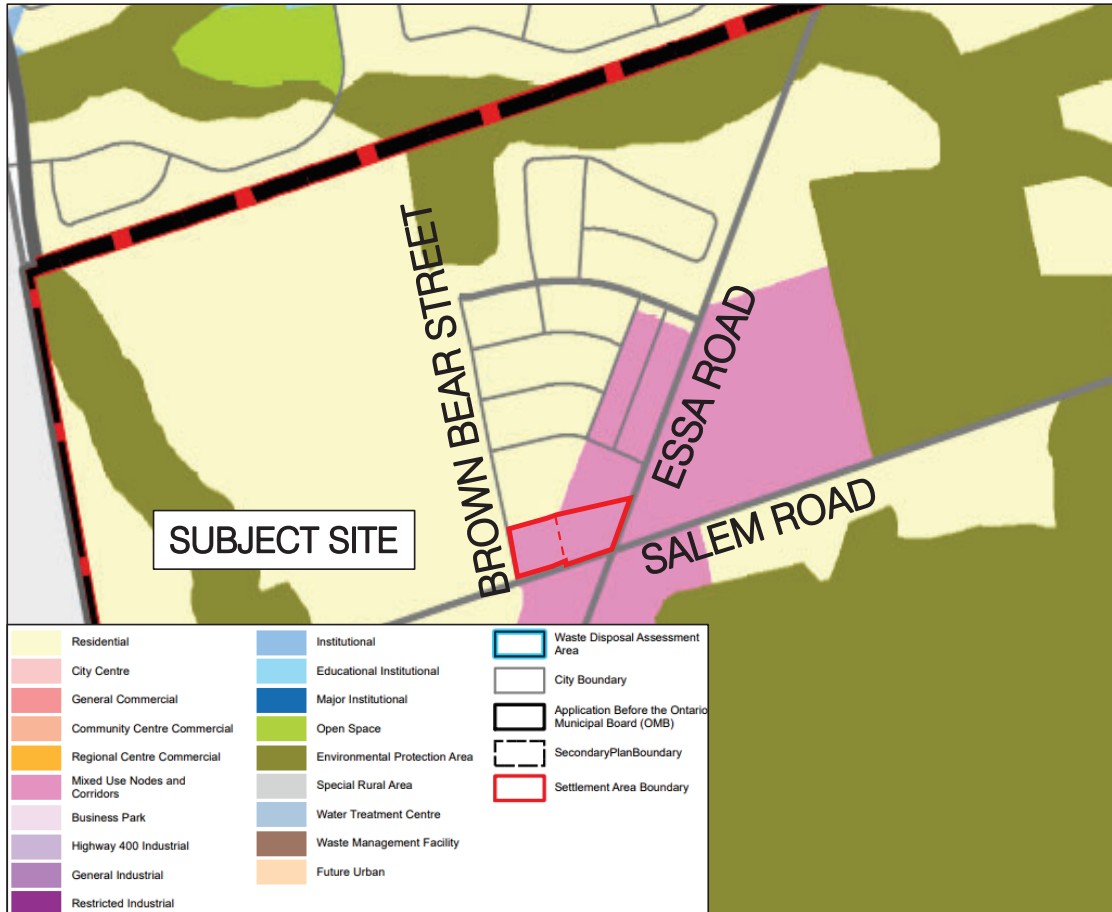 BROWN BEAR STREET
ESSA ROAD
SALEM ROAD
SUBJECT SITE
Residential
City Centre
General Commercial
Community Centre Commercial
Regional Centre Commercial
Mixed Use Nodes and
Corridors
Business Park
Highway 400 Industrial
General Industrial
Restricted Industrial
Institutional
Educational Institutional
Major Institutional
Open Space
Environmental Protection Area
Special Rural Area
Water Treatment Centre
Waste Management Facility
Future Urban
Waste Disposal Assessment
Area
City Boundary
Application Before the Ontario
Municipal Board (OMB)
SecondaryPlanBoundary
Settlement Area Boundary